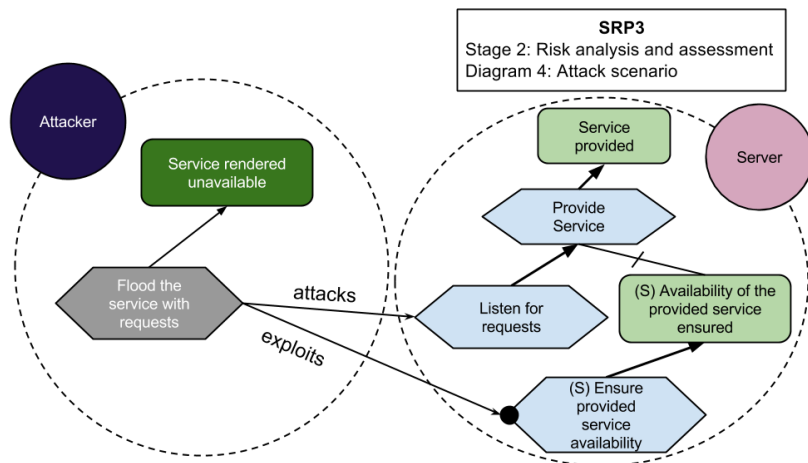 SRP3
Stage 2: Risk analysis and assessment
Diagram 4: Attack scenario
Attacker
Service rendered
unavailable
Flood the
service with
requests
attacks
exploits
Service
provided
Server
Provide
Service
Listen for
requests
(S) Availability of the
provided service
ensured
(S) Ensure
provided
service
availability